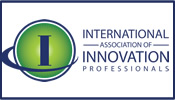 I
INTERNATIONAL
ASSOCIATION OF
INNOVATION
PROFESSIONALS